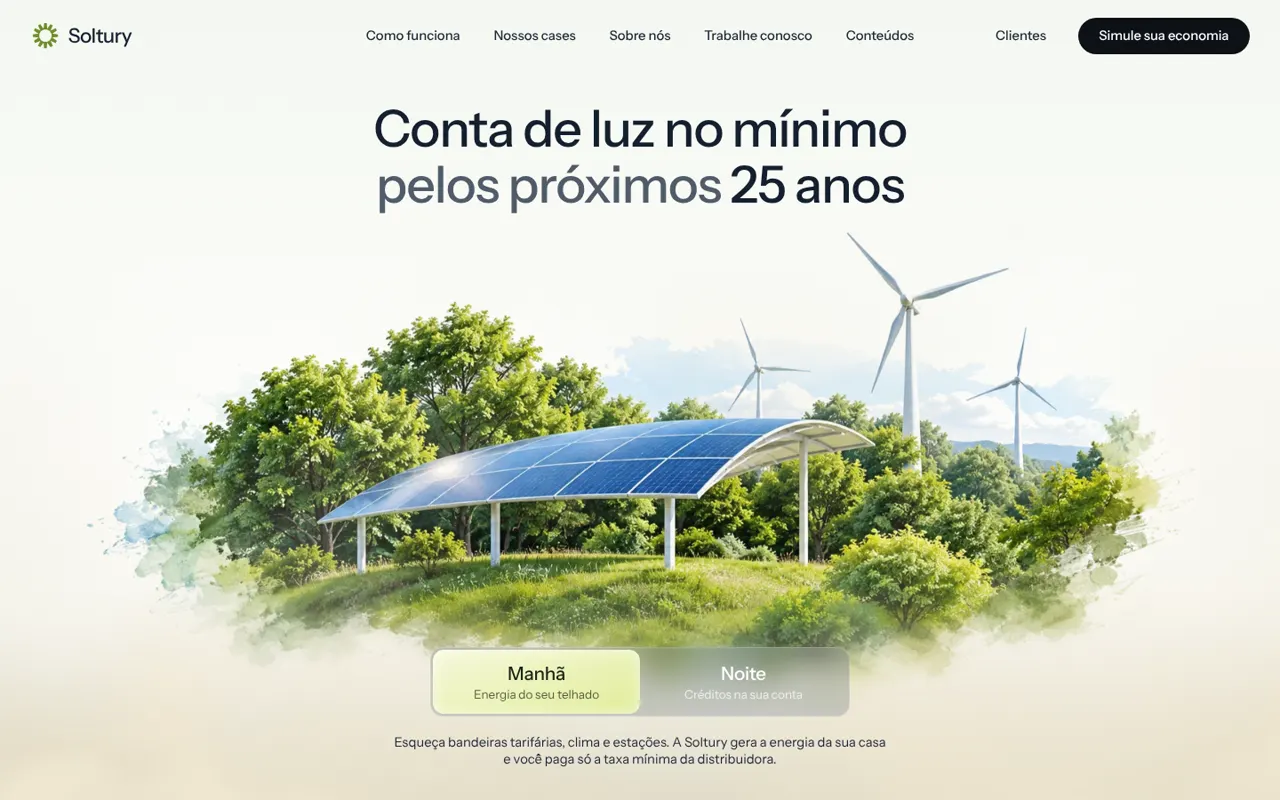 Soltury
Como funciona
Nossos cases
Sobre nós
Trabalhe conosco
Conteúdos
Clientes
Simule sua economia
Conta de luz no mínimo
pelos próximos 25 anos
Manhã
Energia do seu telhado
Noite
Créditos na sua conta
Esqueça bandeiras tarifárias, clima e estações. A Soltury gera a energia da sua casa
e você paga só a taxa mínima da distribuidora.